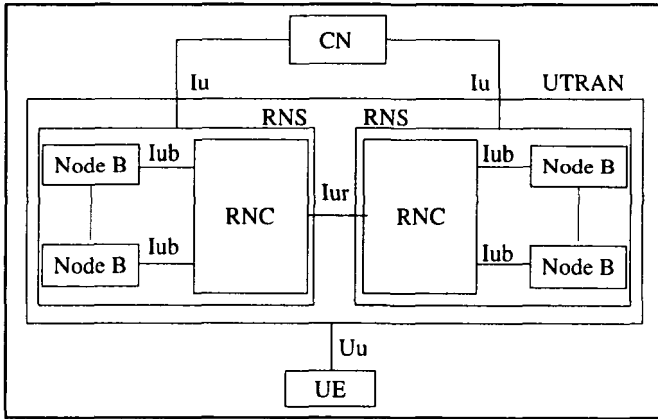 CN
Iu
Iu
UTRAN
RNS
RNS
Node B
Iub
RNC
Iur
RNC
Iub
Node B
Node B
Iub
Iub
Node B
Uu
UE